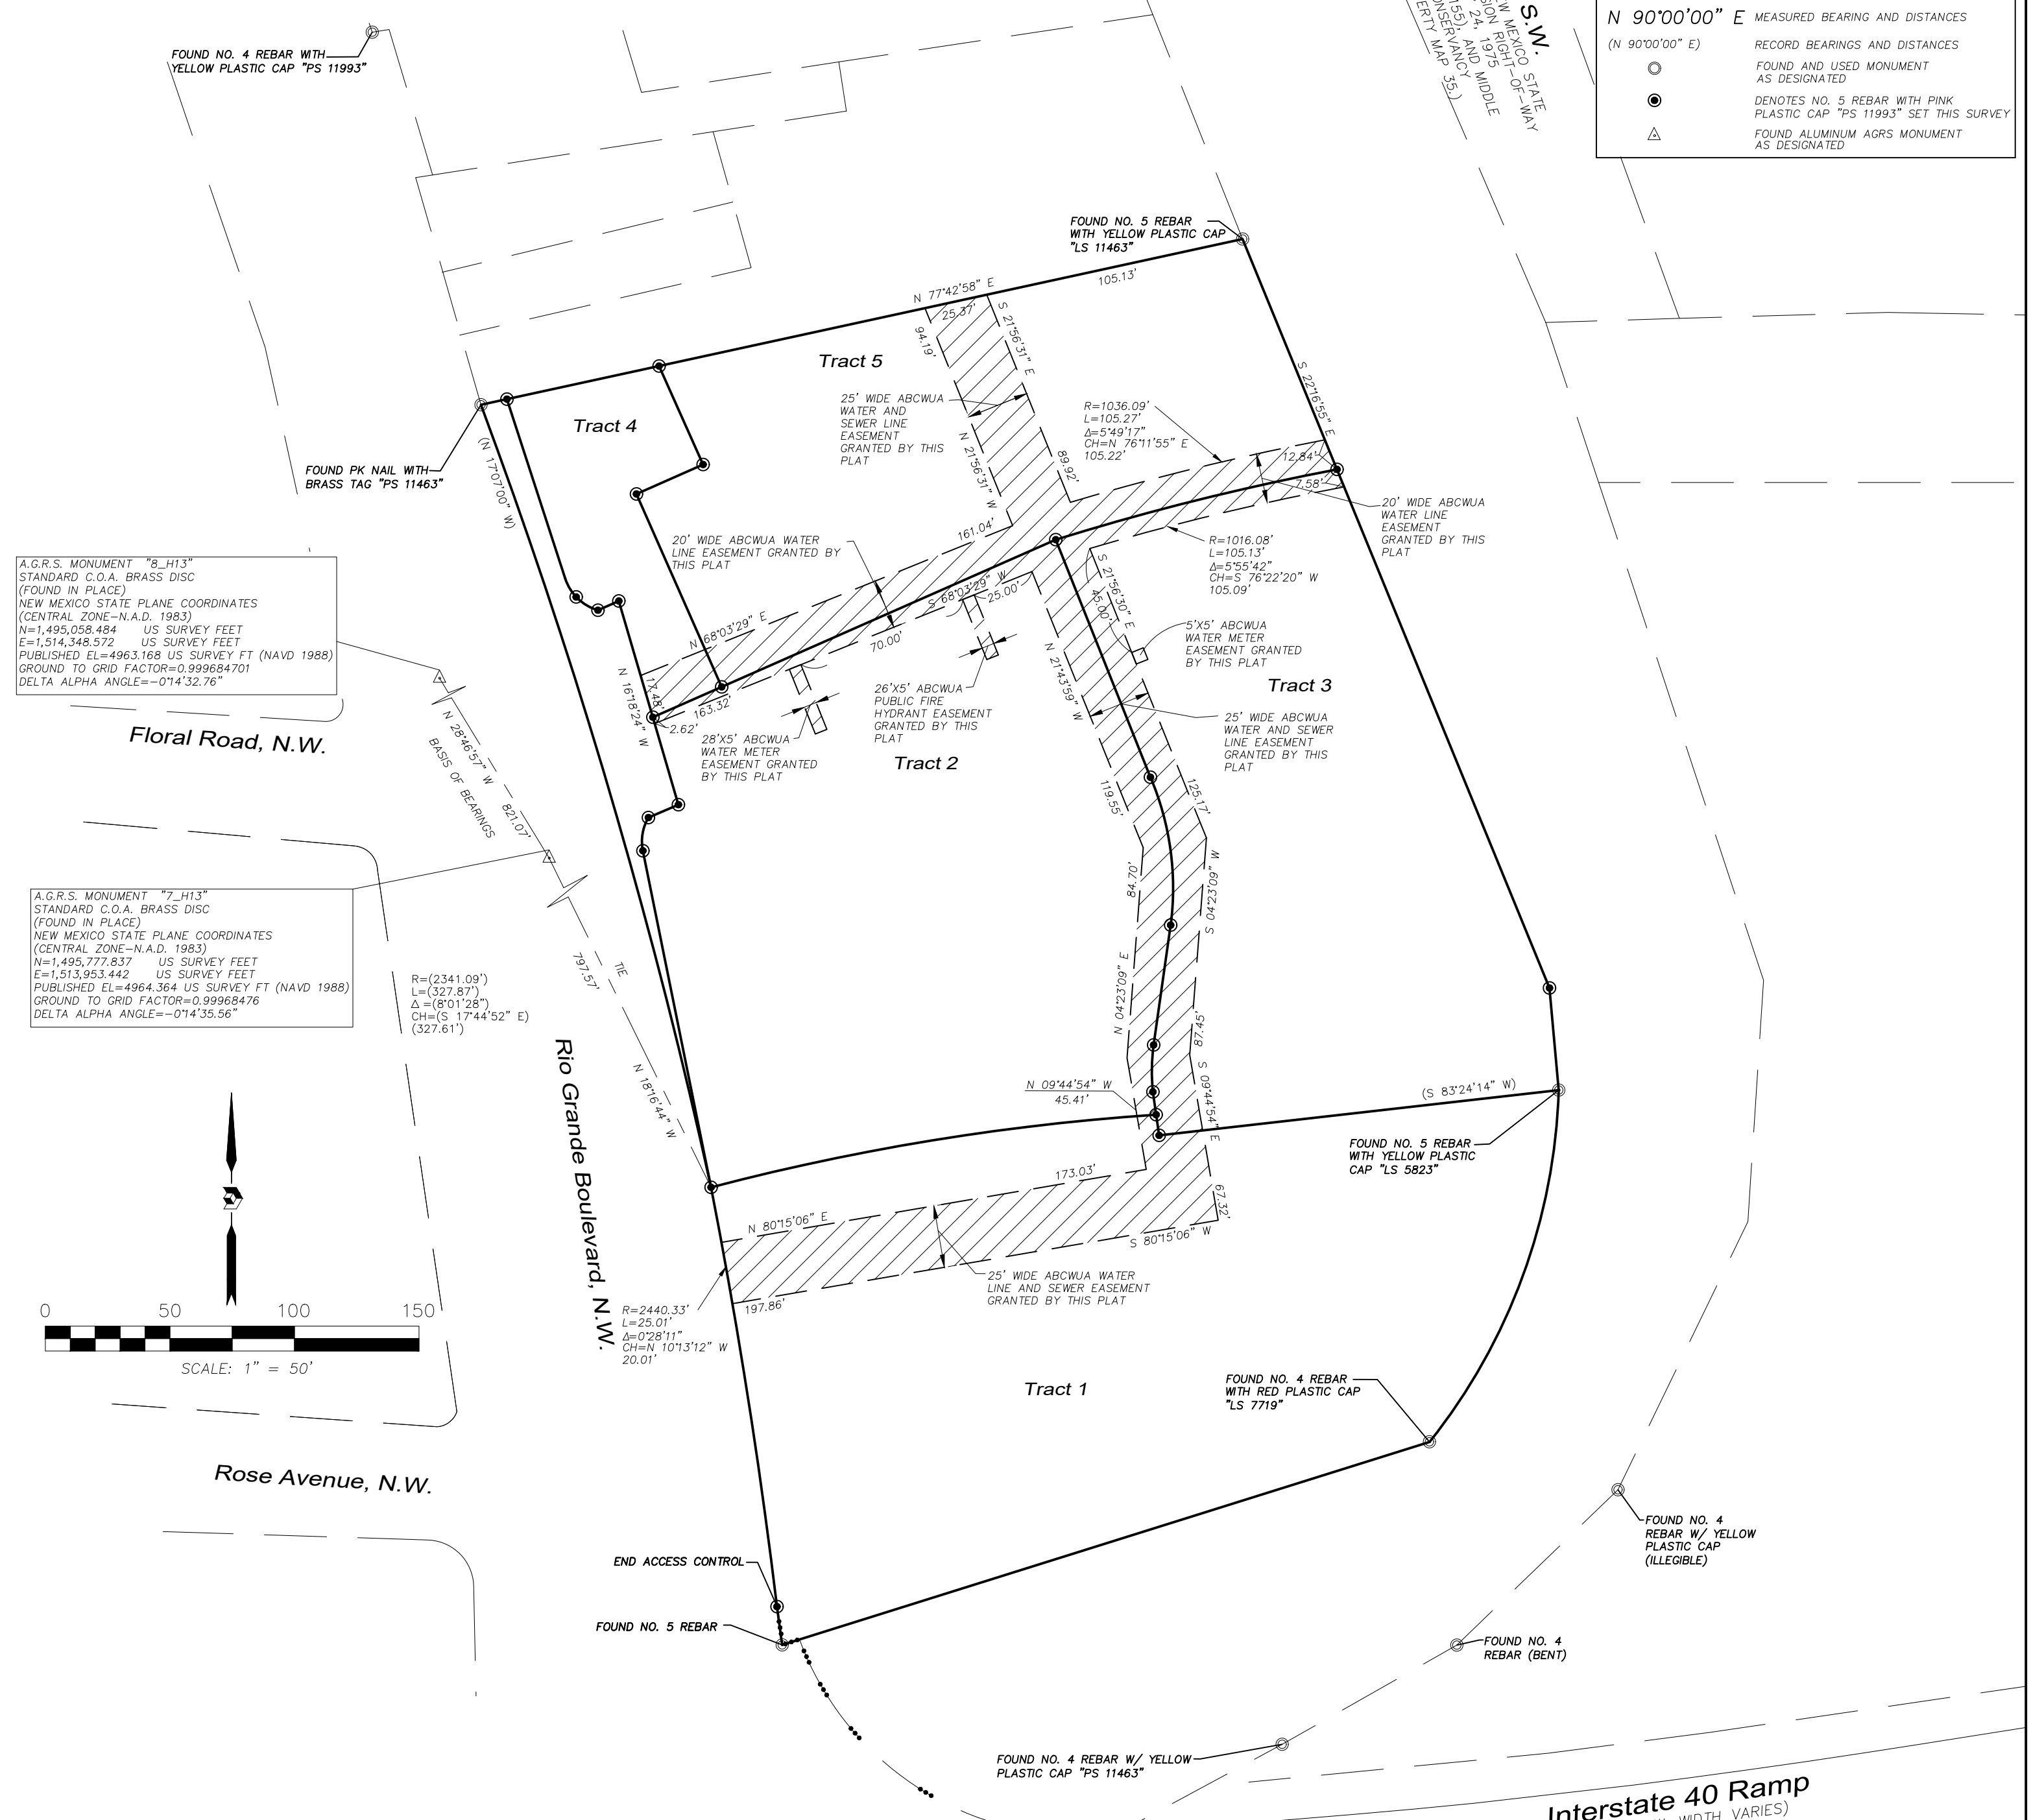 S.W.
EW MEXICO STATE
SION RIGHT-OF-WAY
24, 1975
155), AND MIDDLE
ONSERVANCY
ERTY MAP 35.)
N 90°00'00" E MEASURED BEARING AND DISTANCES
(N 90°00'00" E) RECORD BEARINGS AND DISTANCES
FOUND AND USED MONUMENT
AS DESIGNATED
DENOTES NO. 5 REBAR WITH PINK
PLASTIC CAP "PS 11993" SET THIS SURVEY
FOUND ALUMINUM AGRS MONUMENT
AS DESIGNATED
FOUND NO. 4 REBAR WITH
YELLOW PLASTIC CAP "PS 11993"
FOUND NO. 5 REBAR
WITH YELLOW PLASTIC CAP
"LS 11463"
N 77°42'58" E
25.37'
105.13'
94.19'
S 21°56'31" E
Tract 5
25' WIDE ABCWUA
WATER AND
SEWER LINE
EASEMENT
GRANTED BY THIS
PLAT
N 21°56'31" W
89.92'
R=1036.09'
L=105.27'
Δ=5°49'17"
CH=N 76°11'55" E
105.22'
S 22°16'55" E
12.84'
7.58'
20' WIDE ABCWUA
WATER LINE
EASEMENT
GRANTED BY THIS
PLAT
Tract 4
FOUND PK NAIL WITH
BRASS TAG "PS 11463"
(N 17°07'00" W)
20' WIDE ABCWUA WATER
LINE EASEMENT GRANTED BY
THIS PLAT
161.04'
R=1016.08'
L=105.13'
Δ=5°55'42"
CH=S 76°22'20" W
105.09'
A.G.R.S. MONUMENT "8_H13"
STANDARD C.O.A. BRASS DISC
(FOUND IN PLACE)
NEW MEXICO STATE PLANE COORDINATES
(CENTRAL ZONE-N.A.D. 1983)
N=1,495,058.484 US SURVEY FEET
E=1,514,348.572 US SURVEY FEET
PUBLISHED EL=4963.168 US SURVEY FT (NAVD 1988)
GROUND TO GRID FACTOR=0.999684701
DELTA ALPHA ANGLE=-0°14'32.76"
N 68°03'29" E
S 68°03'29" W
25.00'
70.00'
S 21°56'30" E
45.00'
5'X5' ABCWUA
WATER METER
EASEMENT GRANTED
BY THIS PLAT
Tract 3
N 16°18'24" W
17.48'
163.32'
2.62'
28'X5' ABCWUA
WATER METER
EASEMENT GRANTED
BY THIS PLAT
26'X5' ABCWUA
PUBLIC FIRE
HYDRANT EASEMENT
GRANTED BY THIS
PLAT
N 21°43'59" W
25' WIDE ABCWUA
WATER AND SEWER
LINE EASEMENT
GRANTED BY THIS
PLAT
Tract 2
Floral Road, N.W.
N 28°46'57" W 821.07'
BASIS OF BEARINGS
119.55'
125.17'
84.70'
S 04°23'09" W
A.G.R.S. MONUMENT "7_H13"
STANDARD C.O.A. BRASS DISC
(FOUND IN PLACE)
NEW MEXICO STATE PLANE COORDINATES
(CENTRAL ZONE-N.A.D. 1983)
N=1,495,777.837 US SURVEY FEET
E=1,513,953.442 US SURVEY FEET
PUBLISHED EL=4964.364 US SURVEY FT (NAVD 1988)
GROUND TO GRID FACTOR=0.99968476
DELTA ALPHA ANGLE=-0°14'35.56"
TIE
797.57'
R=(2341.09')
L=(327.87')
Δ =(8°01'28")
CH=(S 17°44'52" E)
(327.61')
N 04°23'09" E
87.45'
Rio Grande Boulevard, N.W.
N 18°16'44" W
N 09°44'54" W
45.41'
S 09°44'54" E
(S 83°24'14" W)
FOUND NO. 5 REBAR
WITH YELLOW PLASTIC
CAP "LS 5823"
173.03'
67.32'
N 80°15'06" E
S 80°15'06" W
25' WIDE ABCWUA WATER
LINE AND SEWER EASEMENT
GRANTED BY THIS PLAT
197.86'
R=2440.33'
L=25.01'
Δ=0°28'11"
CH=N 10°13'12" W
20.01'
0 50 100 150
SCALE: 1" = 50'
Tract 1
FOUND NO. 4 REBAR
WITH RED PLASTIC CAP
"LS 7719"
Rose Avenue, N.W.
FOUND NO. 4
REBAR W/ YELLOW
PLASTIC CAP
(ILLEGIBLE)
END ACCESS CONTROL
FOUND NO. 5 REBAR
FOUND NO. 4
REBAR (BENT)
FOUND NO. 4 REBAR W/ YELLOW
PLASTIC CAP "PS 11463"
Interstate 40 Ramp
WIDTH VARIES)